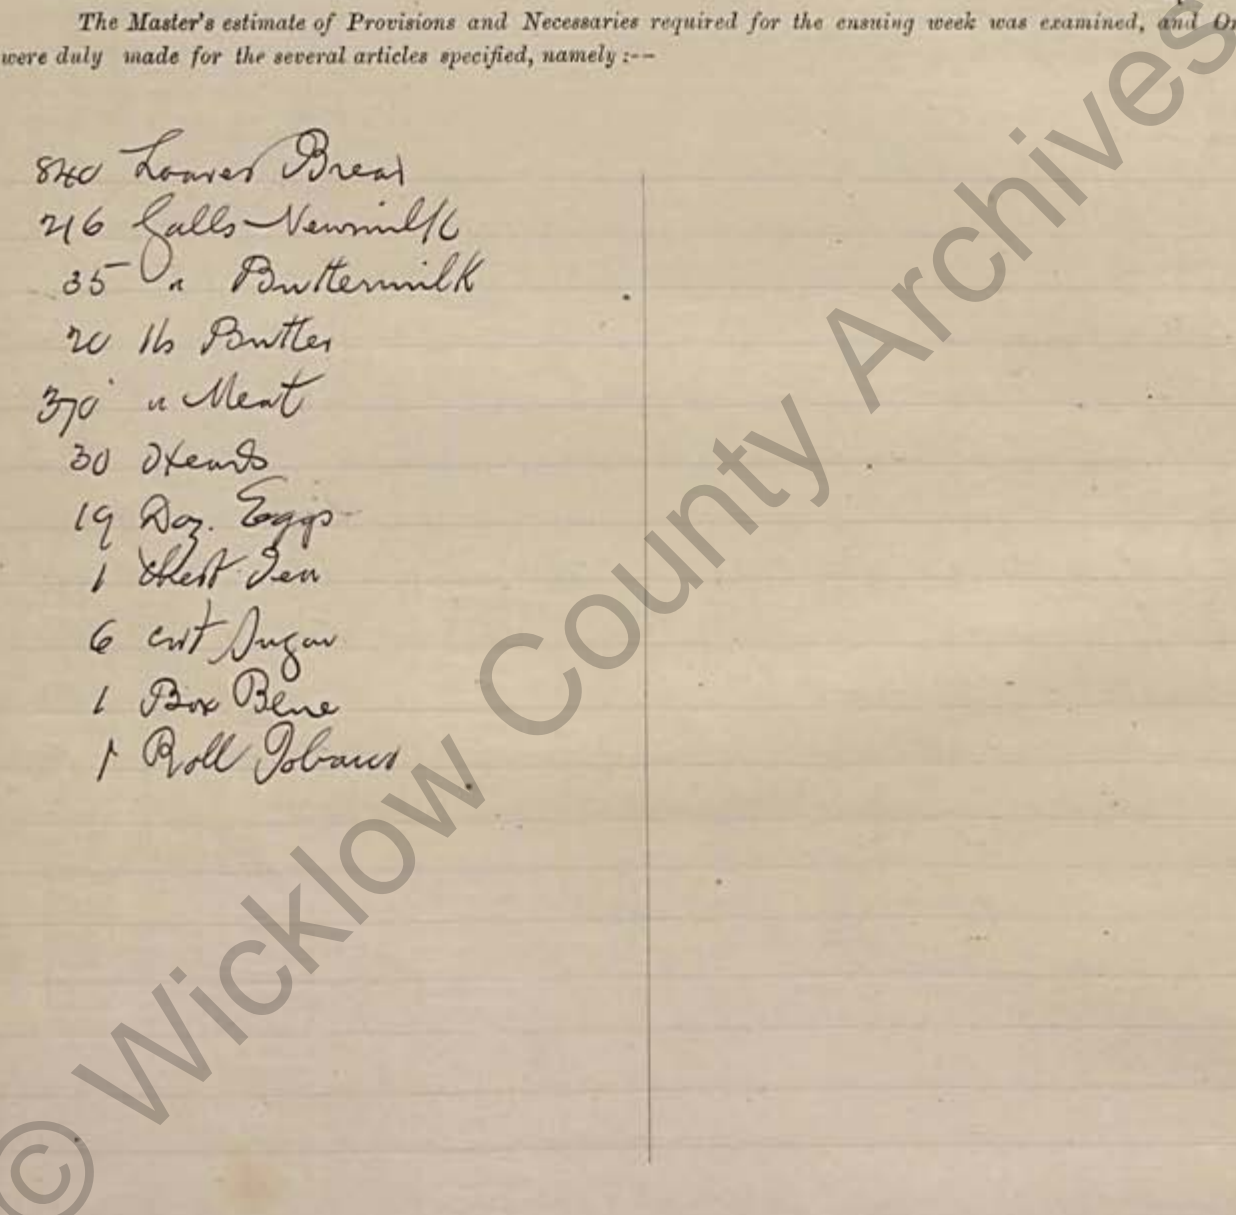 The Master's estimate of Provisions and Necessaries required for the ensuing week was examined, and Or
were duly made for the several articles specified, namely :--
840 Loaves Bread
216 Galls Newmilk
35 " Buttermilk
20 lbs Butter
370 " Meat
30
19 Doz. Eggs
1 Chest Tea
6 cwt Sugar
1 Box Blue
1 Roll Tobacco
© Wicklow County Archives